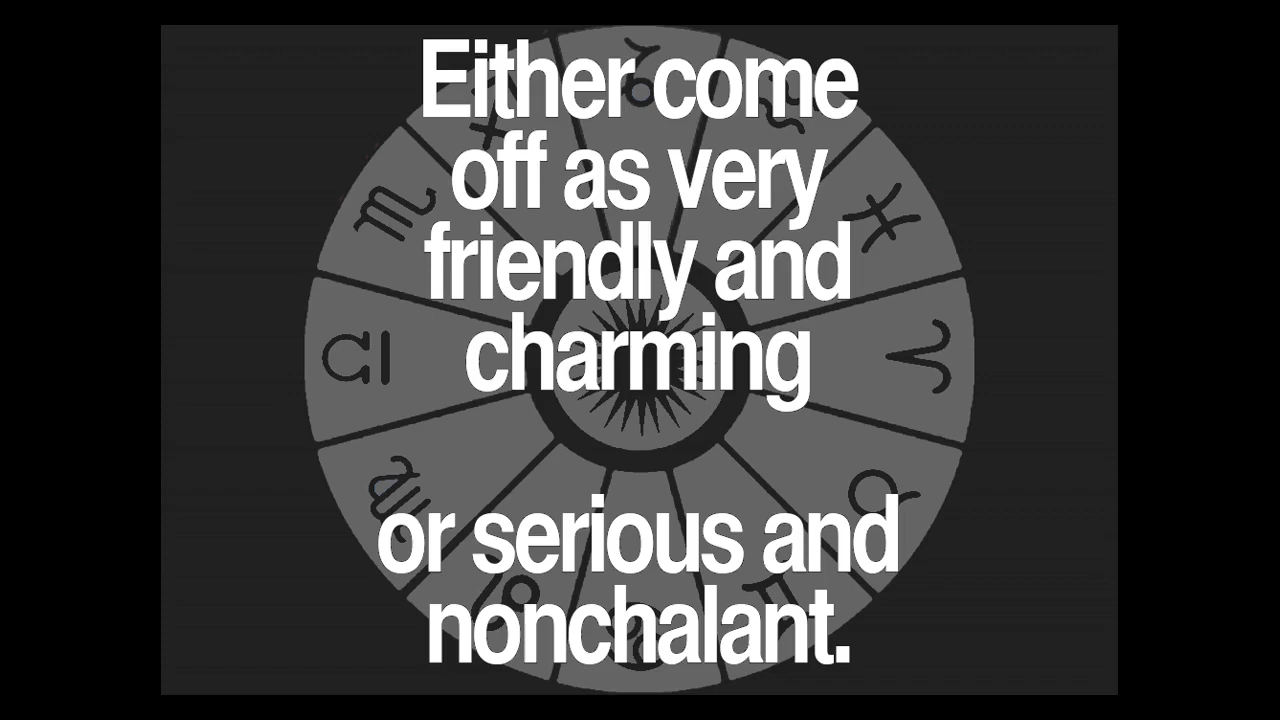 Either come
off as very
friendly and
charming
or serious and
nonchalant.